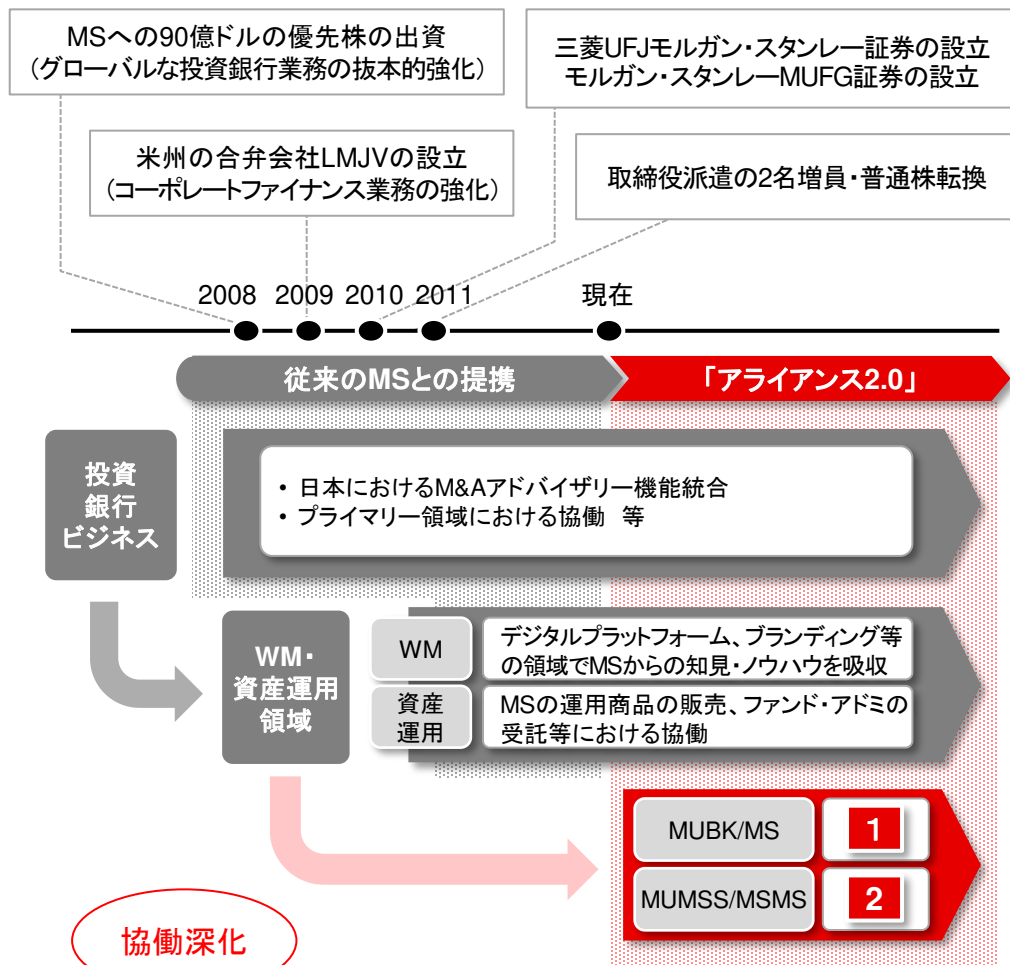 MSへの90億ドルの優先株の出資
(グローバルな投資銀行業務の抜本的強化)
三菱UFJモルガン・スタンレー証券の設立
モルガン・スタンレーMUFG証券の設立
米州の合弁会社LMJVの設立
(コーポレートファイナンス業務の強化)
取締役派遣の2名増員・普通株転換
2008 2009 2010 2011 現在
従来のMSとの提携
「アライアンス2.0」
投資
銀行
ビジネス
• 日本におけるM&Aアドバイザリー機能統合
• プライマリー領域における協働 等
WM・
資産運用
領域
WM
デジタルプラットフォーム、ブランディング等
の領域でMSからの知見・ノウハウを吸収
資産
運用
MSの運用商品の販売、ファンド・アドミの
受託等における協働
MUBK/MS
1
MUMSS/MSMS
2
協働深化